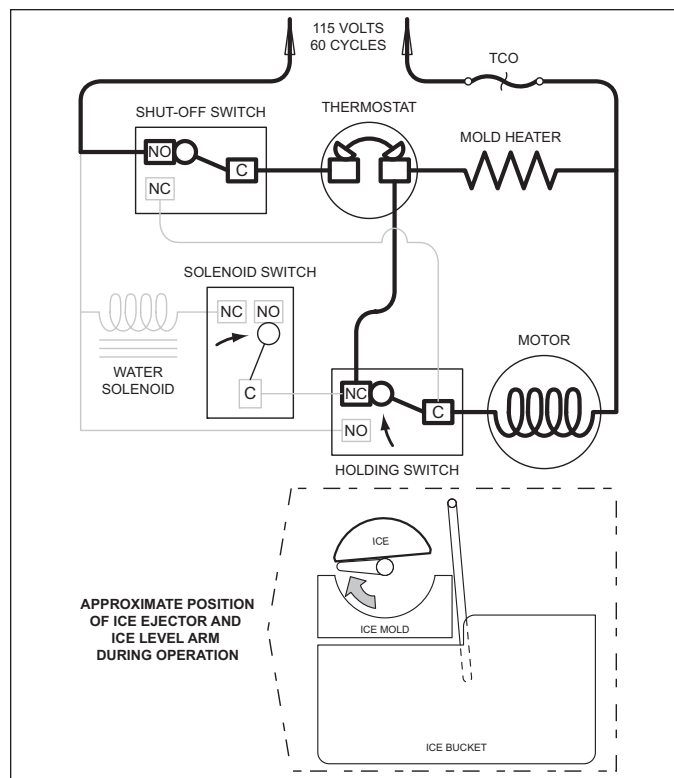 115 VOLTS
60 CYCLES
TCO
SHUT-OFF SWITCH
THERMOSTAT
MOLD HEATER
NO
C
NC
SOLENOID SWITCH
NC
NO
MOTOR
WATER
SOLENOID
C
NC
C
NO
HOLDING SWITCH
ICE
APPROXIMATE POSITION
OF ICE EJECTOR AND
ICE LEVEL ARM
DURING OPERATION
ICE MOLD
ICE BUCKET